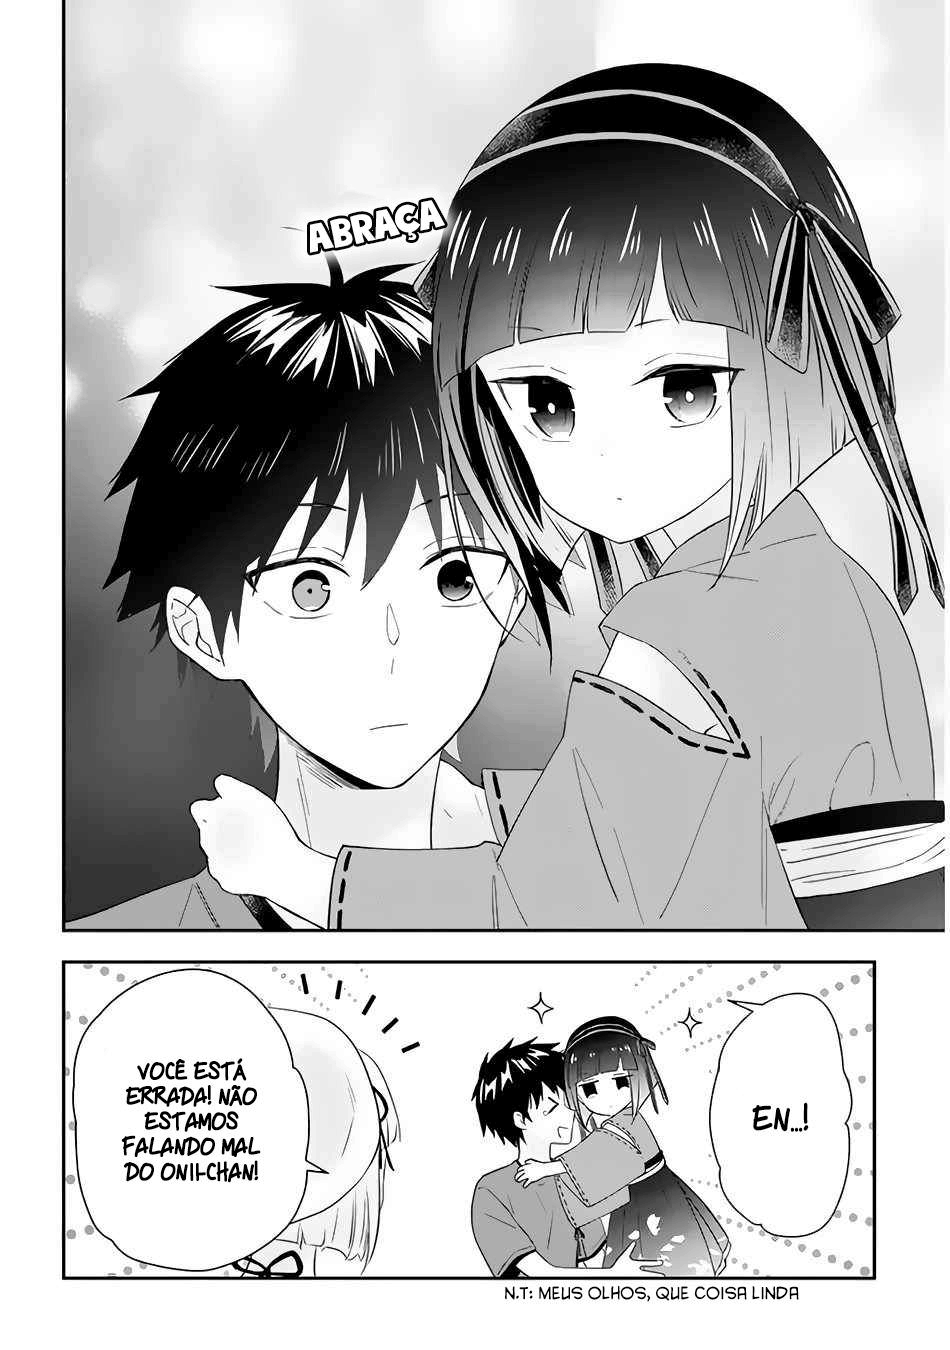 ABRAÇA
VOCÊ ESTÁ
ERRADA! NÃO
ESTAMOS
FALANDO MAL
DO ONII-CHAN!
EN...!
N.T: MEUS OLHOS, QUE COISA LINDA